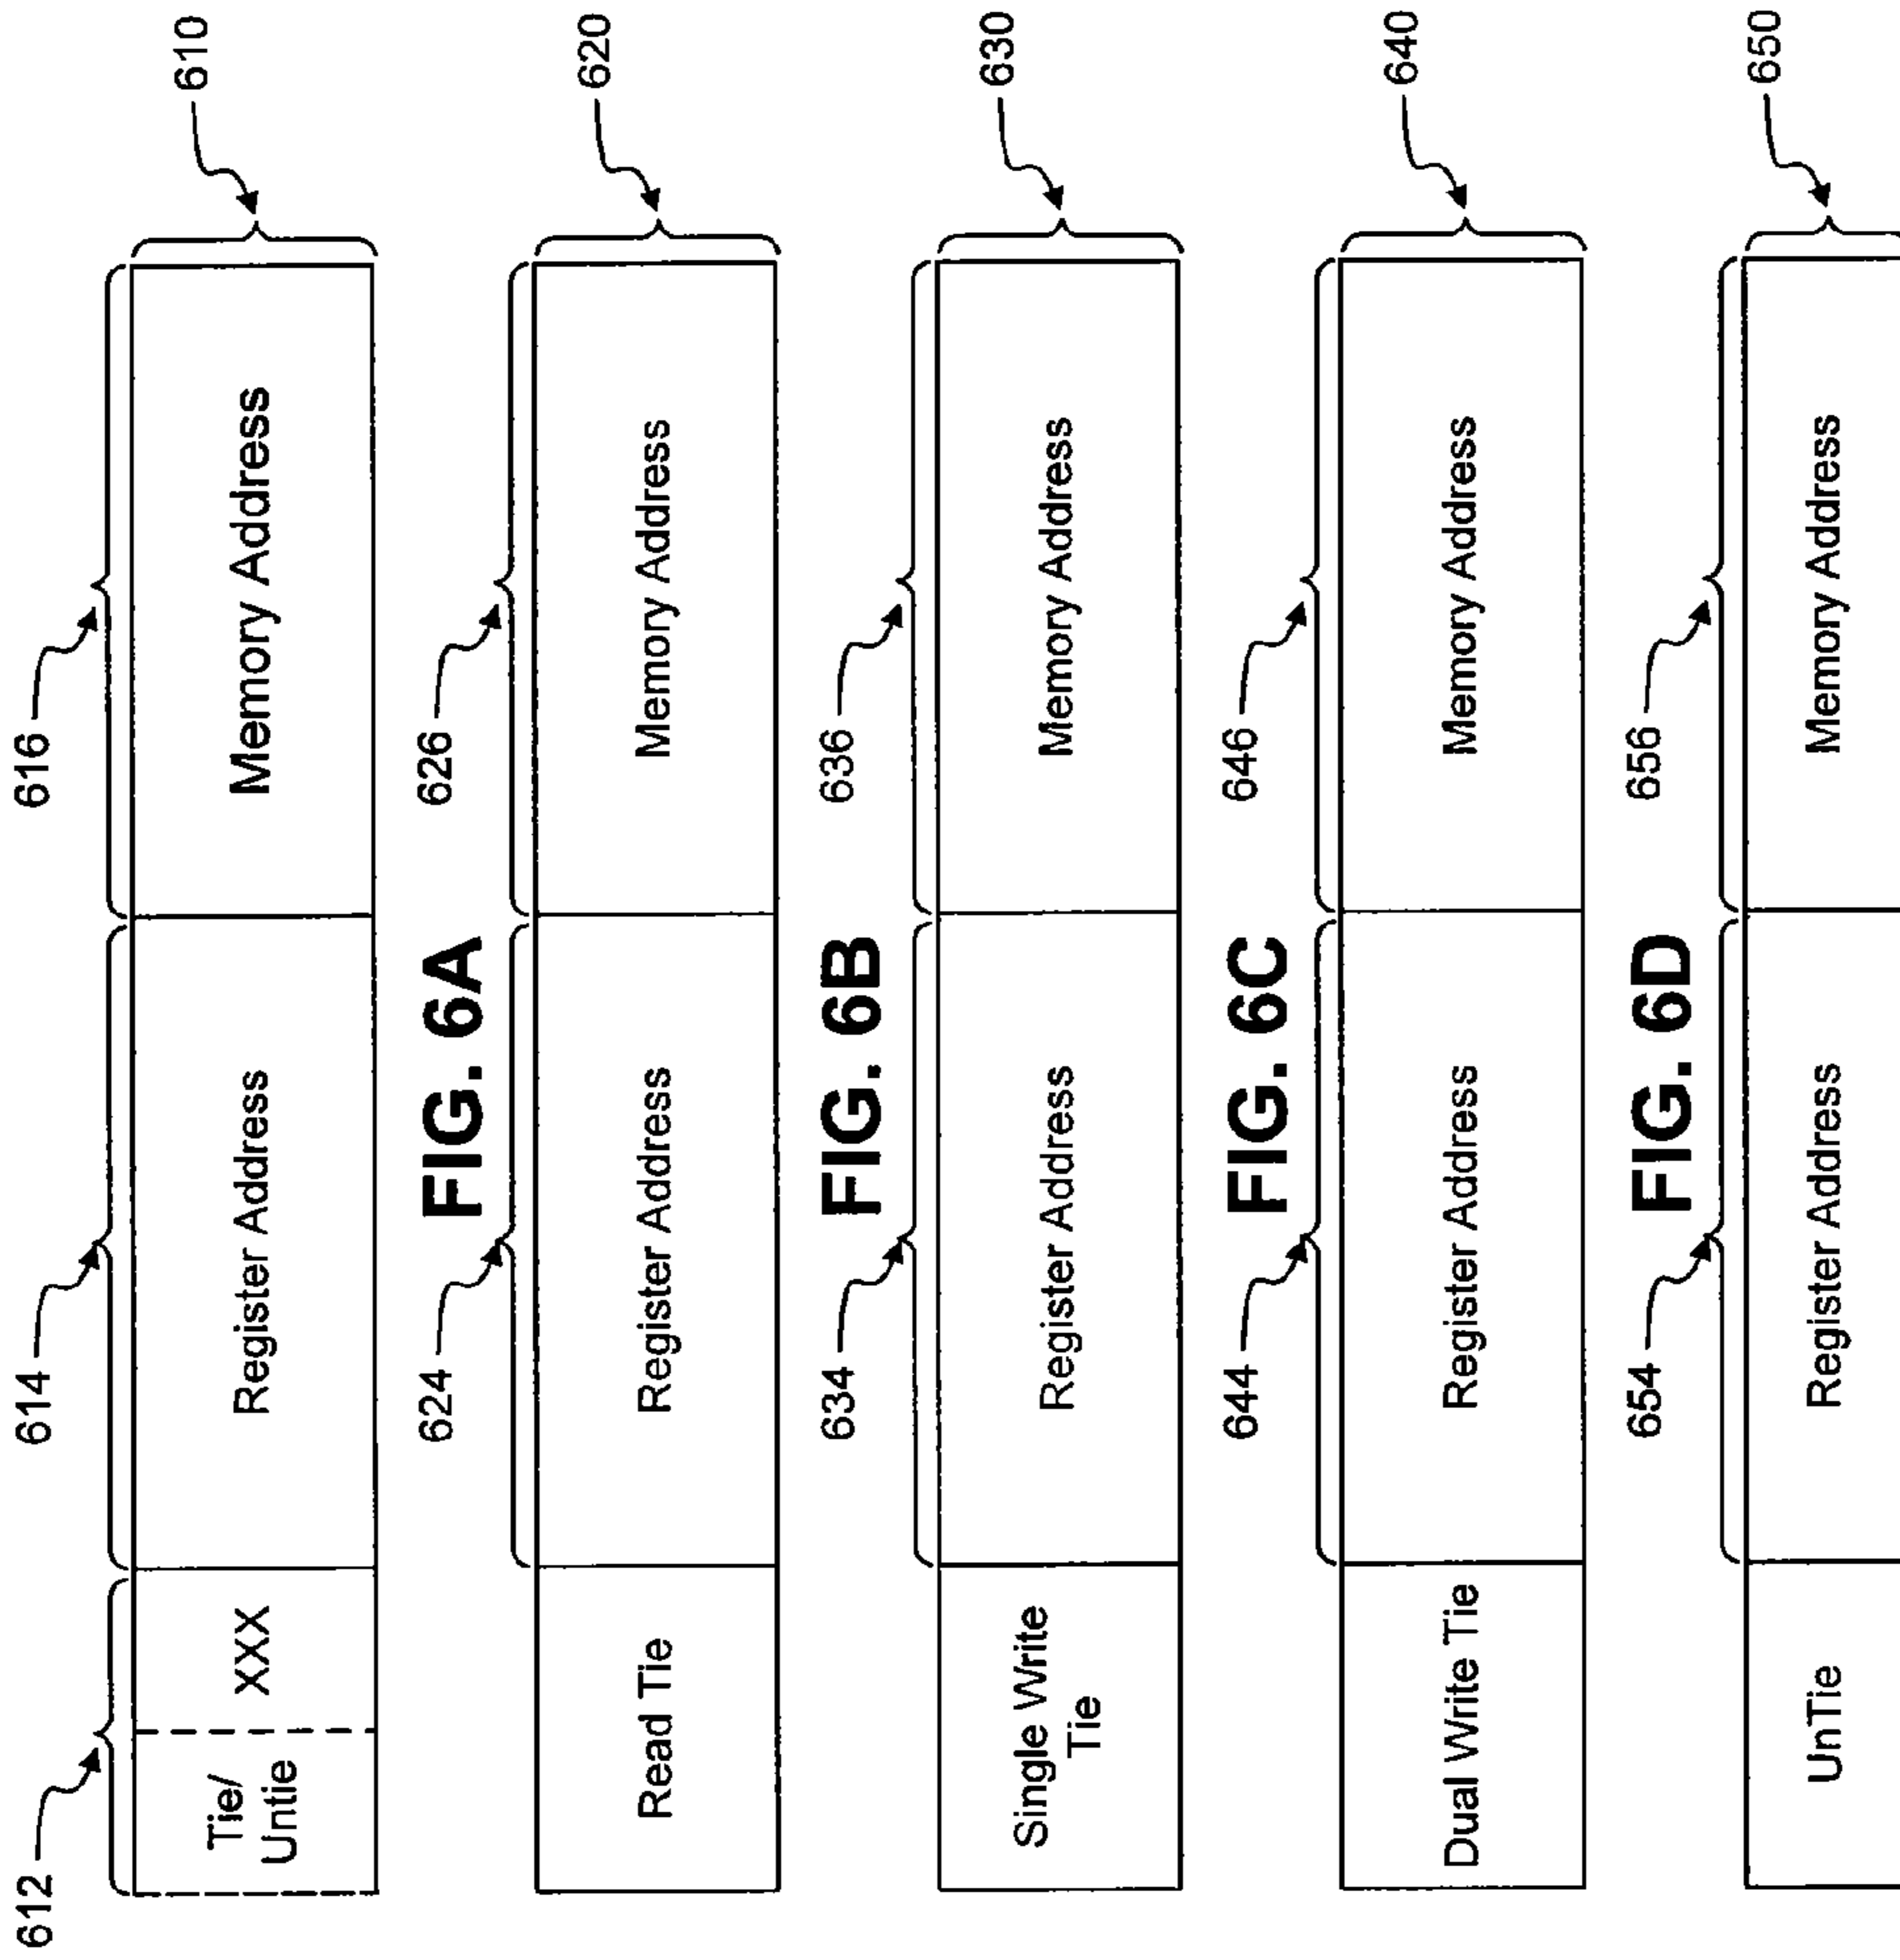 612
614
616
610
Tie/
Untie
XXX
Register Address
Memory Address
FIG. 6A
624
626
620
Read Tie
Register Address
Memory Address
FIG. 6B
634
636
630
Single Write
Tie
Register Address
Memory Address
FIG. 6C
644
646
640
Dual Write Tie
Register Address
Memory Address
FIG. 6D
654
656
650
UnTie
Register Address
Memory Address